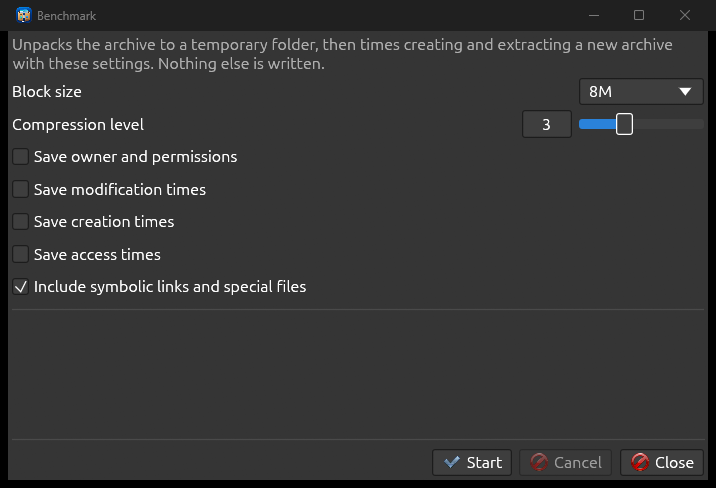 Benchmark
Unpacks the archive to a temporary folder, then times creating and extracting a new archive
with these settings. Nothing else is written.
Block size
8M
Compression level
3
Save owner and permissions
Save modification times
Save creation times
Save access times
Include symbolic links and special files
Start
Cancel
Close